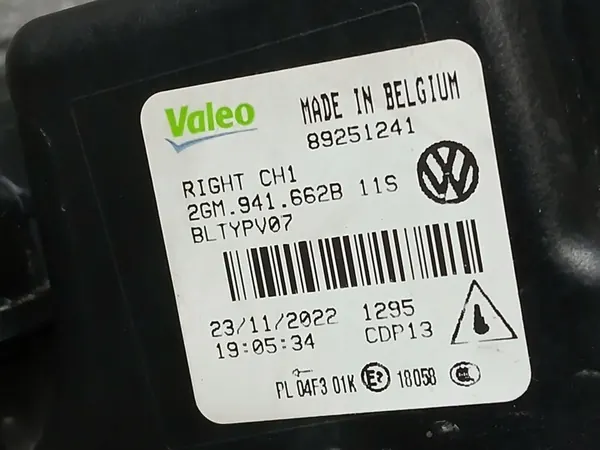 Valeo
MADE IN BELGIUM
89251241
RIGHT CH1
2GM.941.662B 11S
BLTYPV07
23/11/2022 1295
19:05:34 CDP13
PL 04F3 01K E? 18058